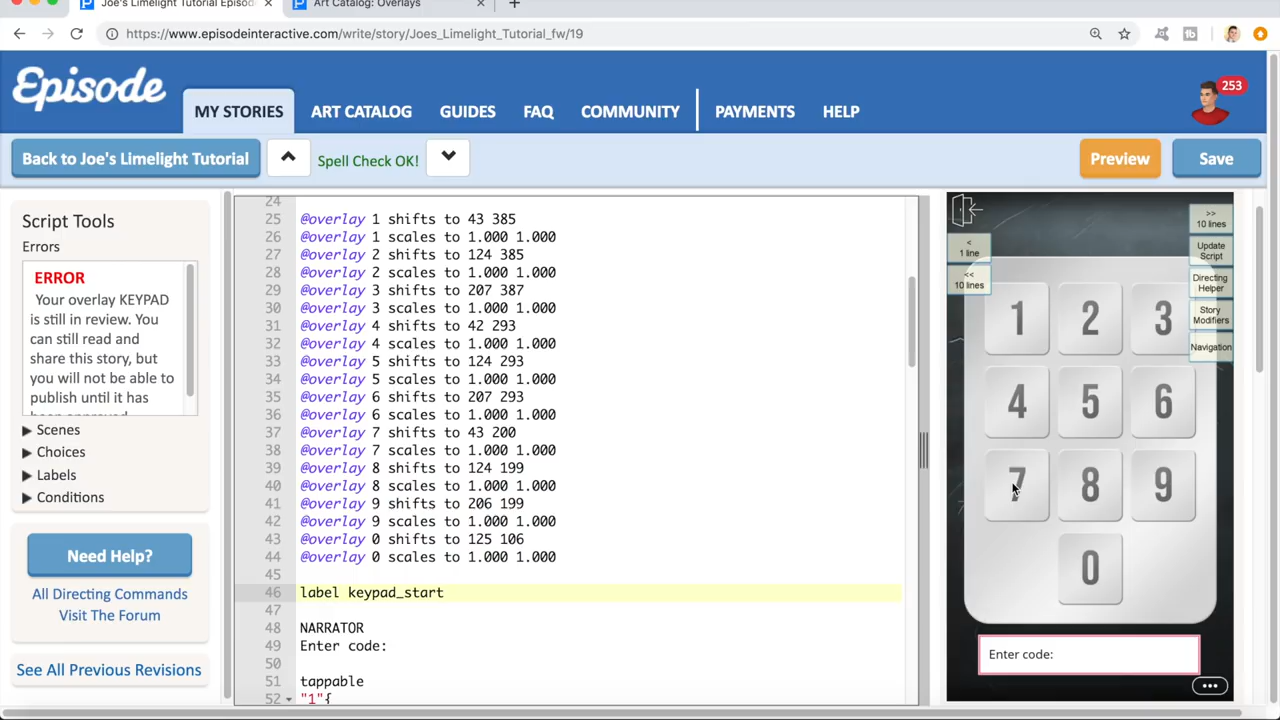 Joe's Limelight Tutorial Episod
Art Catalog: Overlays
https://www.episodeinteractive.com/write/story/Joes_Limelight_Tutorial_fw/19
Episode
MY STORIES
ART CATALOG
GUIDES
FAQ
COMMUNITY
PAYMENTS
HELP
253
Back to Joe's Limelight Tutorial
Spell Check OK!
Preview
Save
Script Tools
Errors
ERROR
Your overlay KEYPAD
is still in review. You
can still read and
share this story, but
you will not be able to
publish until it has
been approved.
Scenes
Choices
Labels
Conditions
Need Help?
All Directing Commands
Visit The Forum
See All Previous Revisions
24
25 @overlay 1 shifts to 43 385
26 @overlay 1 scales to 1.000 1.000
27 @overlay 2 shifts to 124 385
28 @overlay 2 scales to 1.000 1.000
29 @overlay 3 shifts to 207 387
30 @overlay 3 scales to 1.000 1.000
31 @overlay 4 shifts to 42 293
32 @overlay 4 scales to 1.000 1.000
33 @overlay 5 shifts to 124 293
34 @overlay 5 scales to 1.000 1.000
35 @overlay 6 shifts to 207 293
36 @overlay 6 scales to 1.000 1.000
37 @overlay 7 shifts to 43 200
38 @overlay 7 scales to 1.000 1.000
39 @overlay 8 shifts to 124 199
40 @overlay 8 scales to 1.000 1.000
41 @overlay 9 shifts to 206 199
42 @overlay 9 scales to 1.000 1.000
43 @overlay 0 shifts to 125 106
44 @overlay 0 scales to 1.000 1.000
45
46 label keypad_start
47
48 NARRATOR
49 Enter code:
50
51 tappable
52 "1"{
<
1 line
<<
10 lines
>>
10 lines
Update
Script
Directing
Helper
Story
Modifiers
Navigation
1 2 3
4 5 6
7 8 9
0
Enter code: